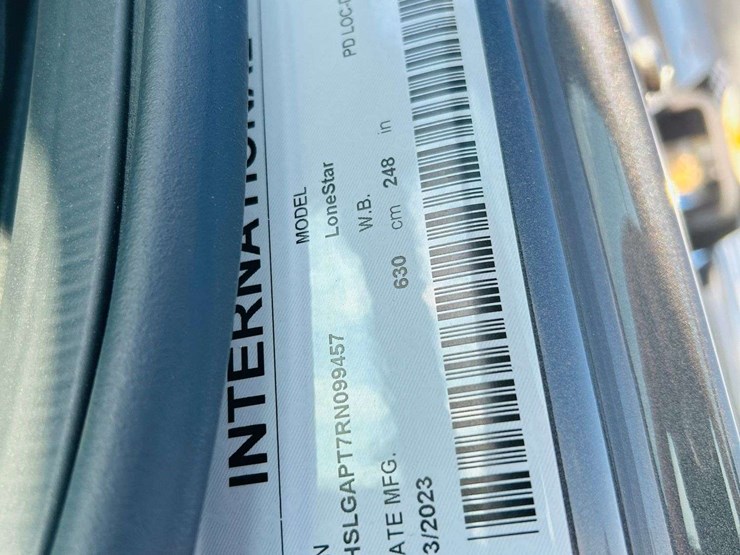 INTERNATIONAL
MODEL
LoneStar
HSLGAPT7RN099457
W.B.
630 cm 248 in
ATE MFG.
3/2023
PD LOC-